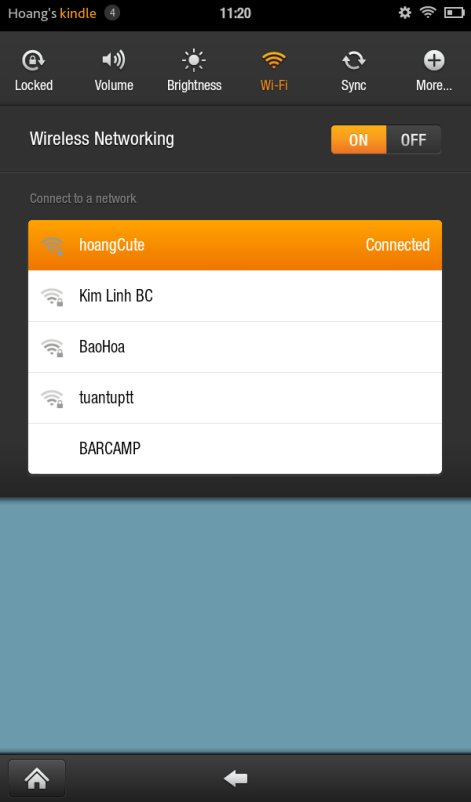 Hoang's kindle 4 11:20
Locked Volume Brightness Wi-Fi Sync More...
Wireless Networking ON OFF
Connect to a network
hoangCute Connected
Kim Linh BC
BaoHoa
tuantuptt
BARCAMP